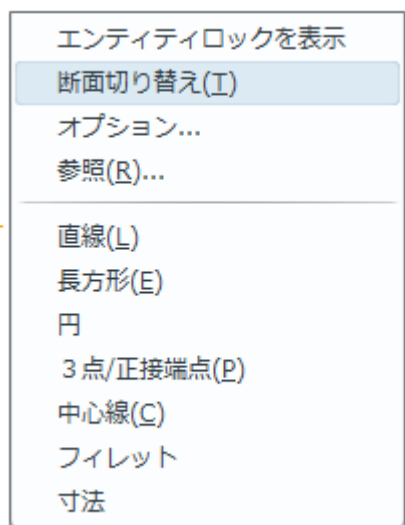 エンティティロックを表示
断面切り替え(T)
オプション...
参照(R)...
直線(L)
長方形(E)
円
３点/正接端点(P)
中心線(C)
フィレット
寸法